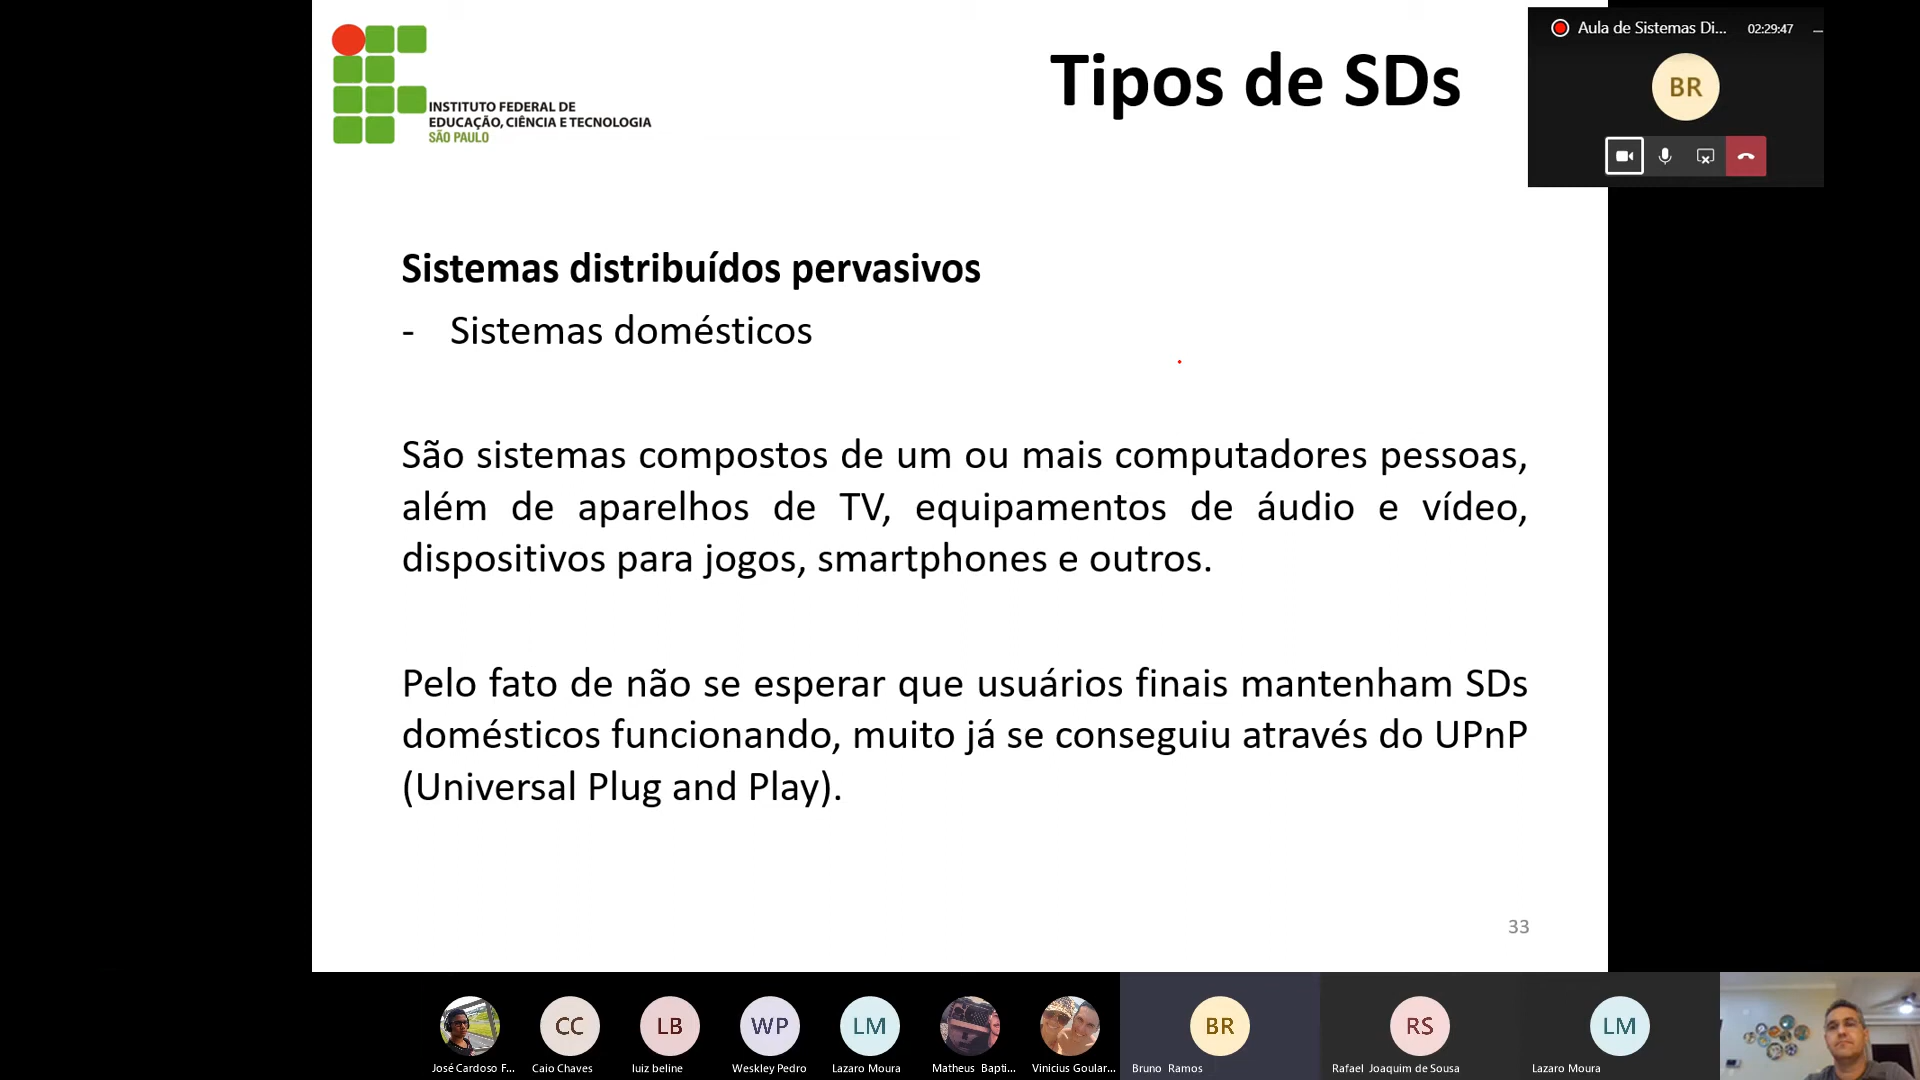 INSTITUTO FEDERAL DE
EDUCAÇÃO, CIÊNCIA E TECNOLOGIA
SÃO PAULO
Tipos de SDs
Aula de Sistemas Di...
02:29:47
BR
Sistemas distribuídos pervasivos
- Sistemas domésticos
São sistemas compostos de um ou mais computadores pessoas,
além de aparelhos de TV, equipamentos de áudio e vídeo,
dispositivos para jogos, smartphones e outros.
Pelo fato de não se esperar que usuários finais mantenham SDs
domésticos funcionando, muito já se conseguiu através do UPnP
(Universal Plug and Play).
33
CC
LB
WP
LM
BR
RS
LM
José Cardoso F...
Caio Chaves
luiz beline
Weskley Pedro
Lazaro Moura
Matheus Bapti...
Vinicius Goular...
Bruno Ramos
Rafael Joaquim de Sousa
Lazaro Moura